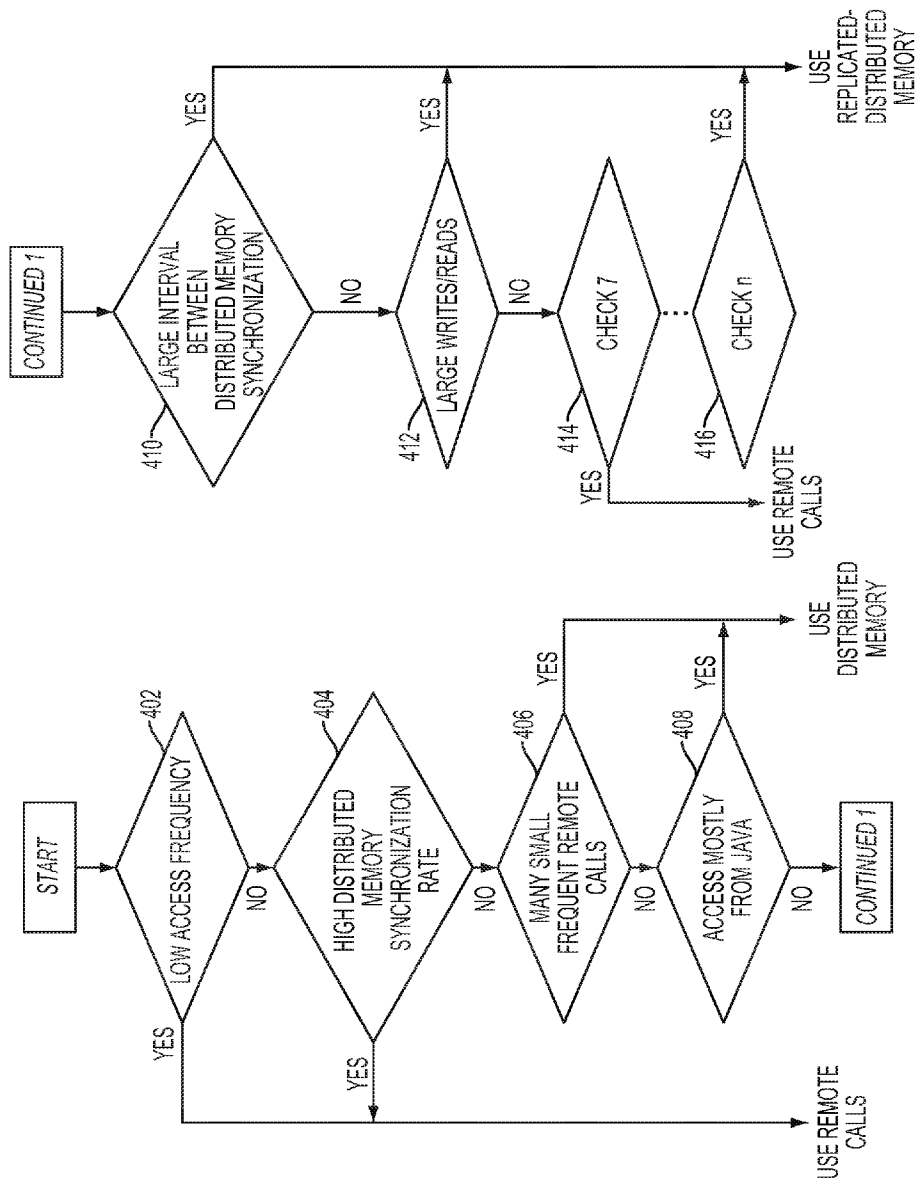 START
402
LOW ACCESS FREQUENCY
YES
NO
404
HIGH DISTRIBUTED
MEMORY
SYNCHRONIZATION
RATE
YES
NO
406
MANY SMALL
FREQUENT REMOTE
CALLS
YES
NO
408
ACCESS MOSTLY
FROM JAVA
YES
NO
CONTINUED 1
USE REMOTE
CALLS
USE
DISTRIBUTED
MEMORY
CONTINUED 1
410
LARGE INTERVAL
BETWEEN
DISTRIBUTED MEMORY
SYNCHRONIZATION
YES
NO
412
LARGE WRITES/READS
YES
NO
414
CHECK 7
YES
416
CHECK n
YES
USE REMOTE
CALLS
USE
REPLICATED-
DISTRIBUTED
MEMORY